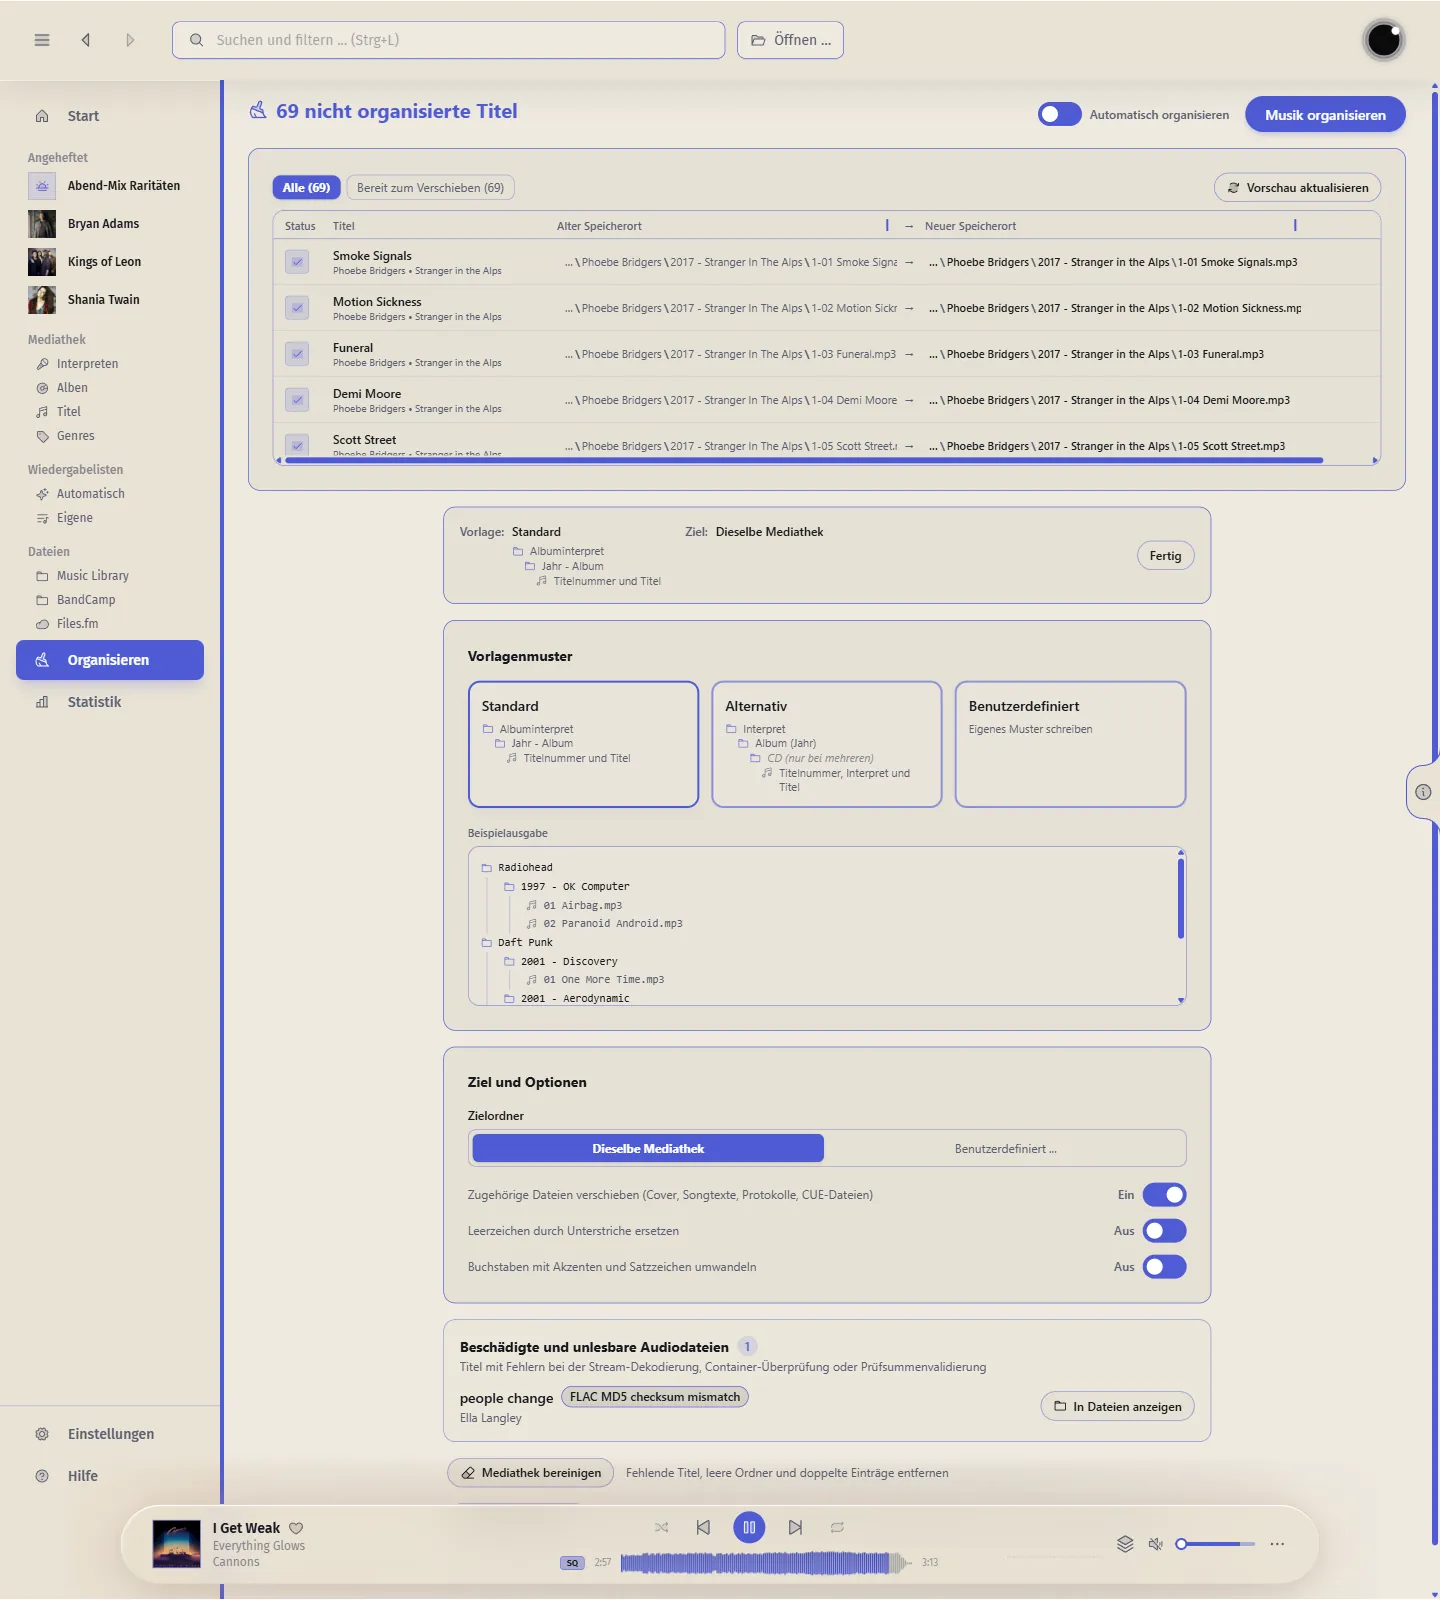 Suchen und filtern ... (Strg+L)
Öffnen ...
Start
Angeheftet
Abend-Mix Raritäten
Bryan Adams
Kings of Leon
Shania Twain
Mediathek
Interpreten
Alben
Titel
Genres
Wiedergabelisten
Automatisch
Eigene
Dateien
Music Library
BandCamp
Files.fm
Organisieren
Statistik
Einstellungen
Hilfe
69 nicht organisierte Titel
Automatisch organisieren
Musik organisieren
Alle (69)
Bereit zum Verschieben (69)
Vorschau aktualisieren
Status Titel Alter Speicherort → Neuer Speicherort
Smoke Signals
Phoebe Bridgers • Stranger in the Alps
...\Phoebe Bridgers\2017 - Stranger In The Alps\1-01 Smoke Signa → ...\Phoebe Bridgers\2017 - Stranger in the Alps\1-01 Smoke Signals.mp3
Motion Sickness
Phoebe Bridgers • Stranger in the Alps
...\Phoebe Bridgers\2017 - Stranger In The Alps\1-02 Motion Sickr → ...\Phoebe Bridgers\2017 - Stranger in the Alps\1-02 Motion Sickness.mp
Funeral
Phoebe Bridgers • Stranger in the Alps
...\Phoebe Bridgers\2017 - Stranger In The Alps\1-03 Funeral.mp3 → ...\Phoebe Bridgers\2017 - Stranger in the Alps\1-03 Funeral.mp3
Demi Moore
Phoebe Bridgers • Stranger in the Alps
...\Phoebe Bridgers\2017 - Stranger In The Alps\1-04 Demi Moore → ...\Phoebe Bridgers\2017 - Stranger in the Alps\1-04 Demi Moore.mp3
Scott Street
Phoebe Bridgers • Stranger in the Alps
...\Phoebe Bridgers\2017 - Stranger In The Alps\1-05 Scott Street.r → ...\Phoebe Bridgers\2017 - Stranger in the Alps\1-05 Scott Street.mp3
Vorlage: Standard
Albuminterpret
Jahr - Album
Titelnummer und Titel
Ziel: Dieselbe Mediathek
Fertig
Vorlagenmuster
Standard
Albuminterpret
Jahr - Album
Titelnummer und Titel
Alternativ
Interpret
Album (Jahr)
CD (nur bei mehreren)
Titelnummer, Interpret und
Titel
Benutzerdefiniert
Eigenes Muster schreiben
Beispielausgabe
Radiohead
1997 - OK Computer
01 Airbag.mp3
02 Paranoid Android.mp3
Daft Punk
2001 - Discovery
01 One More Time.mp3
2001 - Aerodynamic
Ziel und Optionen
Zielordner
Dieselbe Mediathek
Benutzerdefiniert ...
Zugehörige Dateien verschieben (Cover, Songtexte, Protokolle, CUE-Dateien) Ein
Leerzeichen durch Unterstriche ersetzen Aus
Buchstaben mit Akzenten und Satzzeichen umwandeln Aus
Beschädigte und unlesbare Audiodateien 1
Titel mit Fehlern bei der Stream-Dekodierung, Container-Überprüfung oder Prüfsummenvalidierung
people change FLAC MD5 checksum mismatch
Ella Langley
In Dateien anzeigen
Mediathek bereinigen
Fehlende Titel, leere Ordner und doppelte Einträge entfernen
I Get Weak
Everything Glows
Cannons
SQ 2:57 3:13